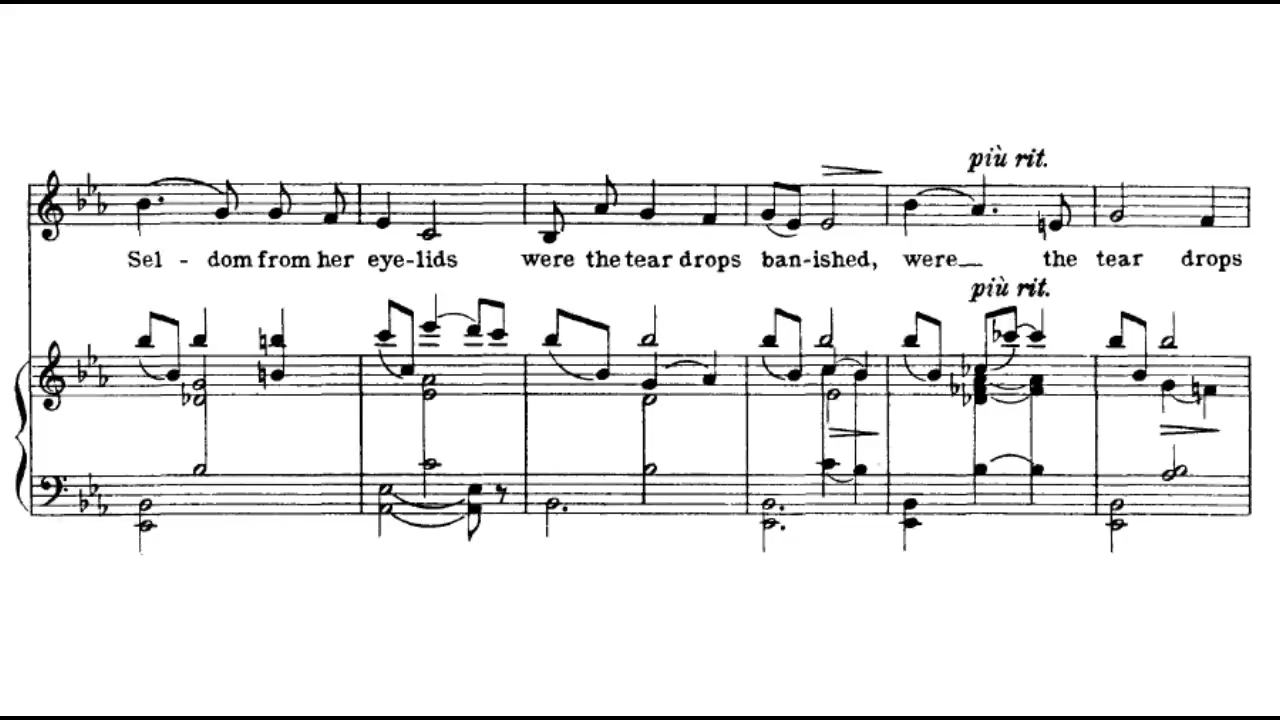 più rit.
Sel - dom from her eye-lids were the tear drops ban-ished, were the tear drops
più rit.